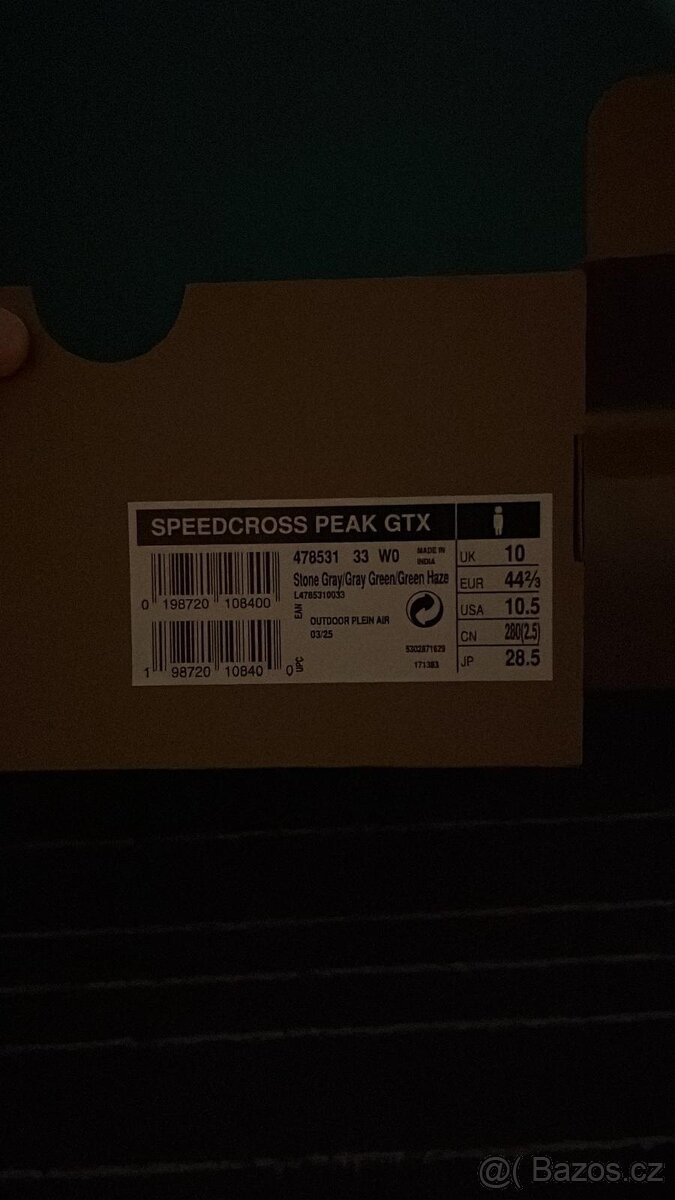 SPEEDCROSS PEAK GTX
478531 33 W0
MADE IN
INDIA
Stone Gray/Gray Green/Green Haze
L4785310033
0 198720 108400
EAN
OUTDOOR PLEIN AIR
03/25
1 98720 10840 0
UPC
5302871629
171383
UK 10
EUR 44⅔
USA 10.5
CN 280(2.5)
JP 28.5
@( Bazos.cz